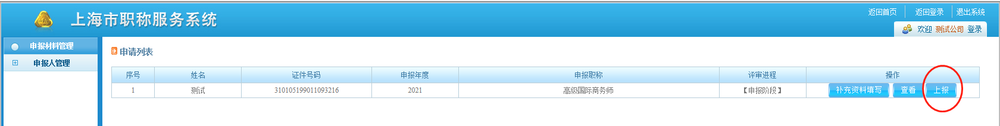 返回首页 返回登录 退出系统
上海市职称服务系统
欢迎 测试公司 登录
申报材料管理
申报人管理
申请列表
序号 姓名 证件号码 申报年度 申报职称 评审进程 操作
1 测试 310105199011093216 2021 高级国际商务师 【申报阶段】 补充资料填写 查看 上报